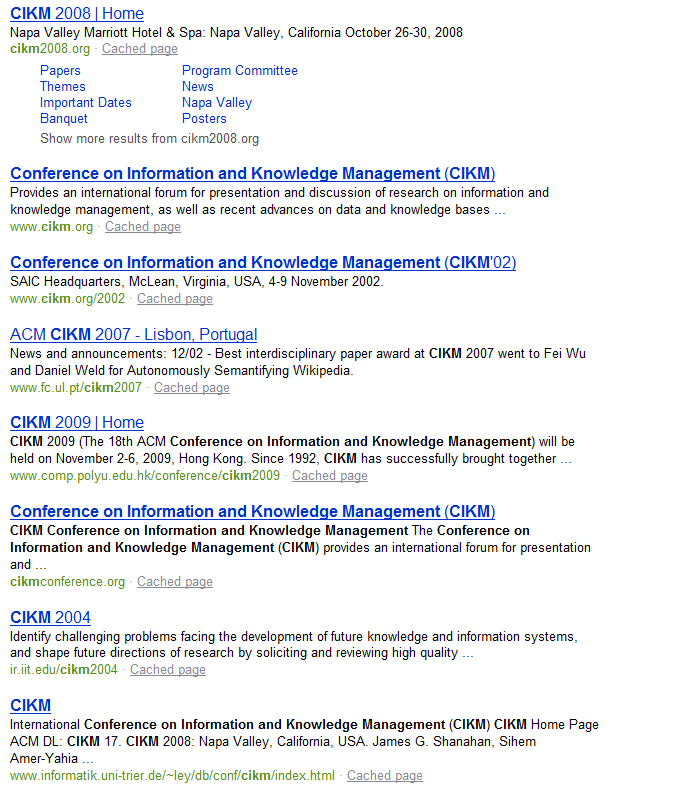 CIKM 2008 | Home
Napa Valley Marriott Hotel & Spa: Napa Valley, California October 26-30, 2008
cikm2008.org · Cached page
Papers Program Committee
Themes News
Important Dates Napa Valley
Banquet Posters
Show more results from cikm2008.org
Conference on Information and Knowledge Management (CIKM)
Provides an international forum for presentation and discussion of research on information and
knowledge management, as well as recent advances on data and knowledge bases ...
www.cikm.org · Cached page
Conference on Information and Knowledge Management (CIKM'02)
SAIC Headquarters, McLean, Virginia, USA, 4-9 November 2002.
www.cikm.org/2002 · Cached page
ACM CIKM 2007 - Lisbon, Portugal
News and announcements: 12/02 - Best interdisciplinary paper award at CIKM 2007 went to Fei Wu
and Daniel Weld for Autonomously Semantifying Wikipedia.
www.fc.ul.pt/cikm2007 · Cached page
CIKM 2009 | Home
CIKM 2009 (The 18th ACM Conference on Information and Knowledge Management) will be
held on November 2-6, 2009, Hong Kong. Since 1992, CIKM has successfully brought together ...
www.comp.polyu.edu.hk/conference/cikm2009 · Cached page
Conference on Information and Knowledge Management (CIKM)
CIKM Conference on Information and Knowledge Management The Conference on
Information and Knowledge Management (CIKM) provides an international forum for presentation
and ...
cikmconference.org · Cached page
CIKM 2004
Identify challenging problems facing the development of future knowledge and information systems,
and shape future directions of research by soliciting and reviewing high quality ...
ir.iit.edu/cikm2004 · Cached page
CIKM
International Conference on Information and Knowledge Management (CIKM) CIKM Home Page
ACM DL: CIKM 17. CIKM 2008: Napa Valley, California, USA. James G. Shanahan, Sihem
Amer-Yahia ...
www.informatik.uni-trier.de/~ley/db/conf/cikm/index.html · Cached page